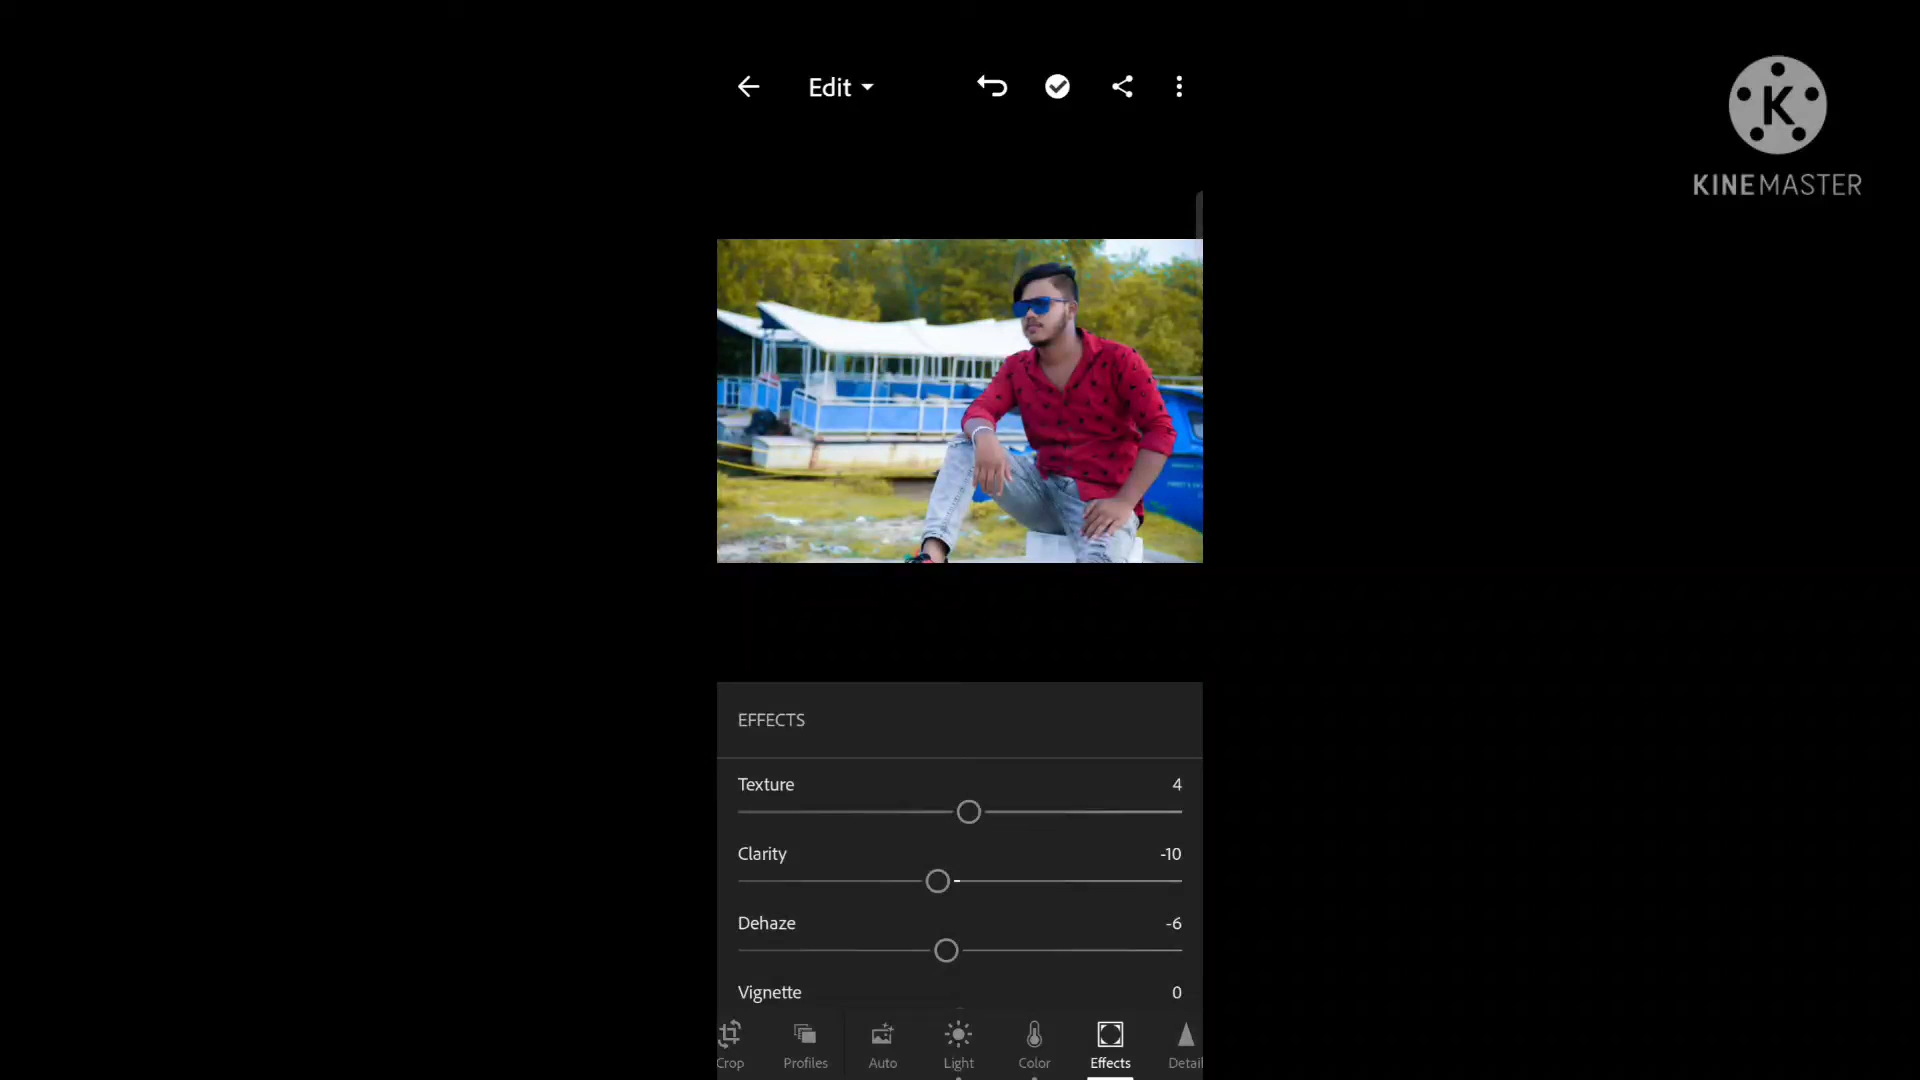 Edit
KINEMASTER
EFFECTS
Texture 4
Clarity -10
Dehaze -6
Vignette 0
Crop Profiles Auto Light Color Effects Detail